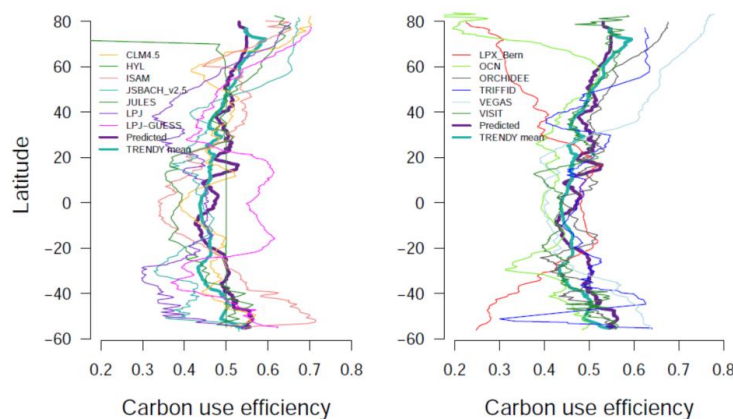 80
60
40
20
0
−20
−40
−60
Latitude
CLM4.5
HYL
ISAM
JSBACH_v2.5
JULES
LPJ
LPJ−GUESS
Predicted
TRENDY mean
0.2 0.3 0.4 0.5 0.6 0.7 0.8
Carbon use efficiency
80
60
40
20
0
−20
−40
−60
LPX_Bern
OCN
ORCHIDEE
TRIFFID
VEGAS
VISIT
Predicted
TRENDY mean
0.2 0.3 0.4 0.5 0.6 0.7 0.8
Carbon use efficiency